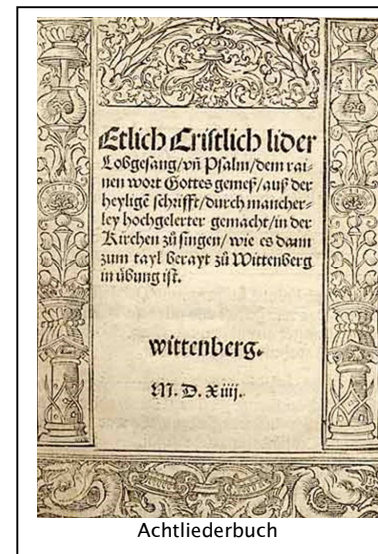 Etlich Cristlich lider
Lobgesang/vñ Psalm/dem rai-
nen wort Gottes gemeß/auß der
heyligē schrifft/durch mancher-
ley hochgelerter gemacht/in der
Kirchen zů singen/wie es dann
zum tayl berayt zů Wittenberg
in übung ist.
wittenberg.
M. D. Xiiij.
Achtliederbuch